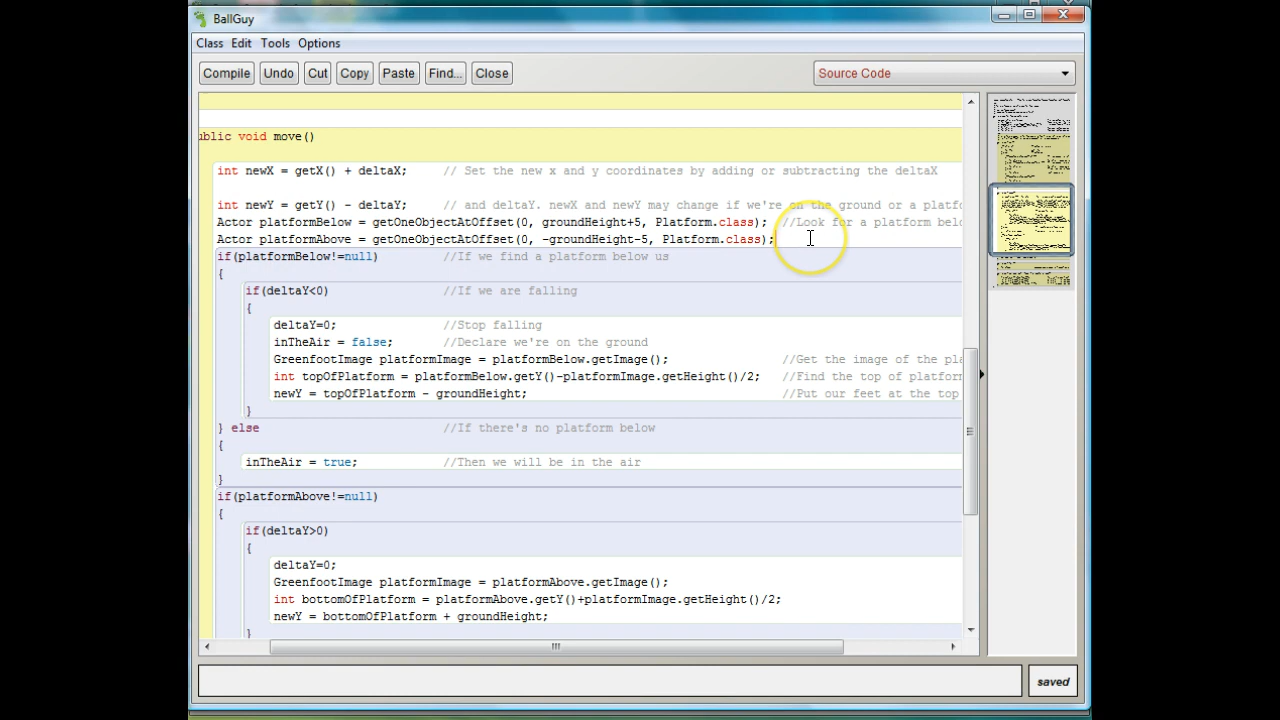 BallGuy
Class Edit Tools Options
Compile Undo Cut Copy Paste Find... Close Source Code
ublic void move()
int newX = getX() + deltaX; // Set the new x and y coordinates by adding or subtracting the deltaX
int newY = getY() - deltaY; // and deltaY. newX and newY may change if we're on the ground or a platfo
Actor platformBelow = getOneObjectAtOffset(0, groundHeight+5, Platform.class); //Look for a platform belo
Actor platformAbove = getOneObjectAtOffset(0, -groundHeight-5, Platform.class);
if(platformBelow!=null) //If we find a platform below us
{
if(deltaY<0) //If we are falling
{
deltaY=0; //Stop falling
inTheAir = false; //Declare we're on the ground
GreenfootImage platformImage = platformBelow.getImage(); //Get the image of the pla
int topOfPlatform = platformBelow.getY()-platformImage.getHeight()/2; //Find the top of platform
newY = topOfPlatform - groundHeight; //Put our feet at the top
}
} else //If there's no platform below
{
inTheAir = true; //Then we will be in the air
}
if(platformAbove!=null)
{
if(deltaY>0)
{
deltaY=0;
GreenfootImage platformImage = platformAbove.getImage();
int bottomOfPlatform = platformAbove.getY()+platformImage.getHeight()/2;
newY = bottomOfPlatform + groundHeight;
}
saved